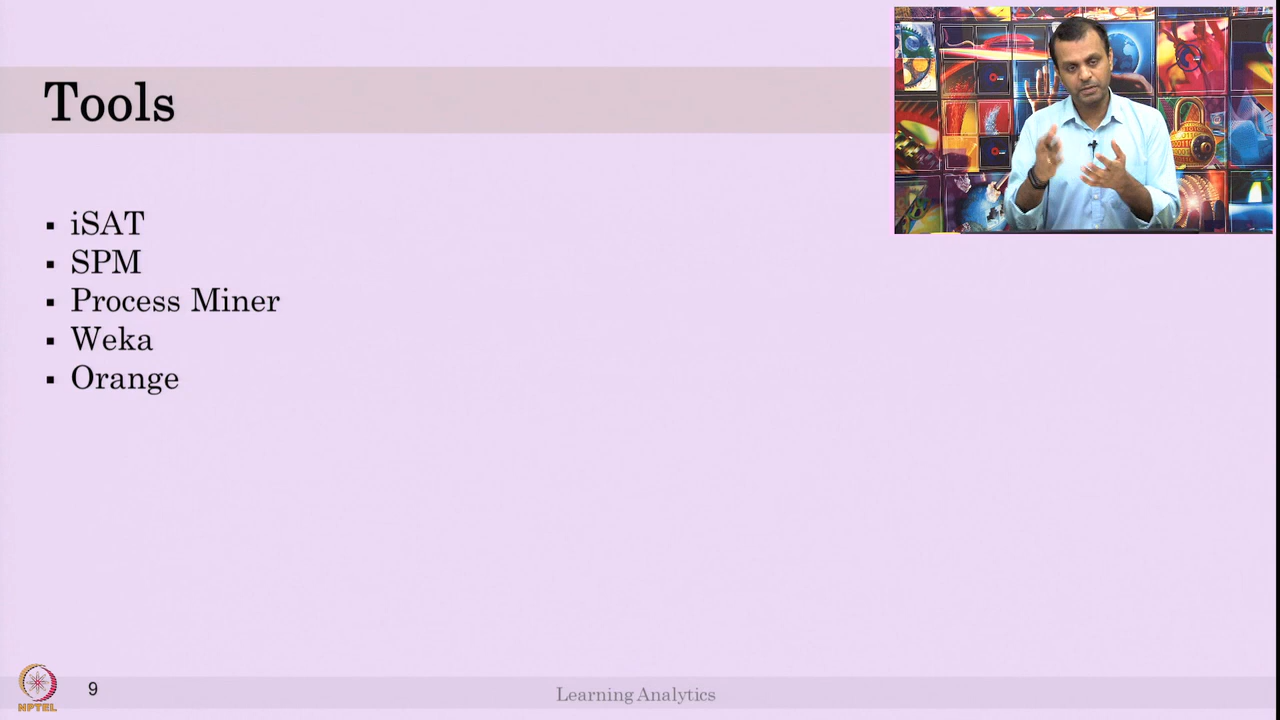 Tools
▪ iSAT
▪ SPM
▪ Process Miner
▪ Weka
▪ Orange
NPTEL
9
Learning Analytics